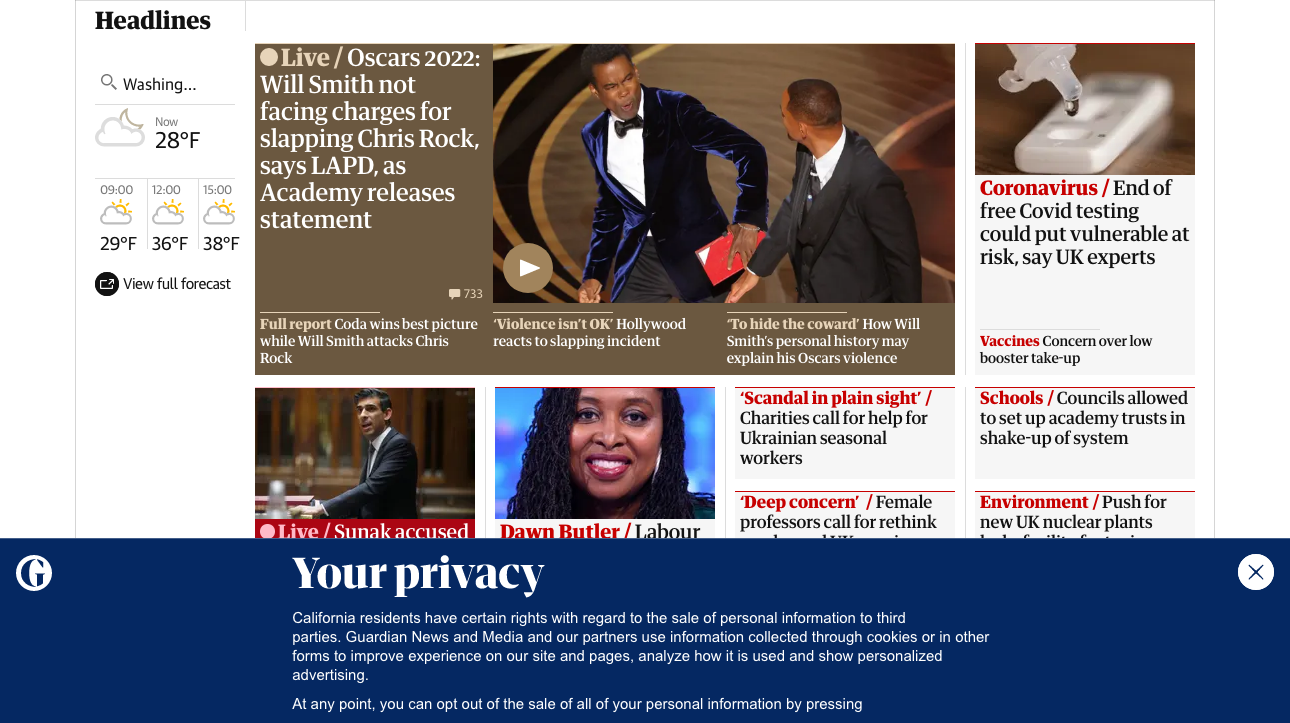 Headlines
Washing...
Now
28°F
09:00
12:00
15:00
29°F
36°F
38°F
View full forecast
Live / Oscars 2022:
Will Smith not
facing charges for
slapping Chris Rock,
says LAPD, as
Academy releases
statement
733
Full report Coda wins best picture
while Will Smith attacks Chris
Rock
‘Violence isn’t OK’ Hollywood
reacts to slapping incident
‘To hide the coward’ How Will
Smith’s personal history may
explain his Oscars violence
Coronavirus / End of
free Covid testing
could put vulnerable at
risk, say UK experts
Vaccines Concern over low
booster take-up
Live / Sunak accused
Dawn Butler / Labour
‘Scandal in plain sight’ /
Charities call for help for
Ukrainian seasonal
workers
Schools / Councils allowed
to set up academy trusts in
shake-up of system
‘Deep concern’ / Female
professors call for rethink
Environment / Push for
new UK nuclear plants
Your privacy
California residents have certain rights with regard to the sale of personal information to third
parties. Guardian News and Media and our partners use information collected through cookies or in other
forms to improve experience on our site and pages, analyze how it is used and show personalized
advertising.
At any point, you can opt out of the sale of all of your personal information by pressing